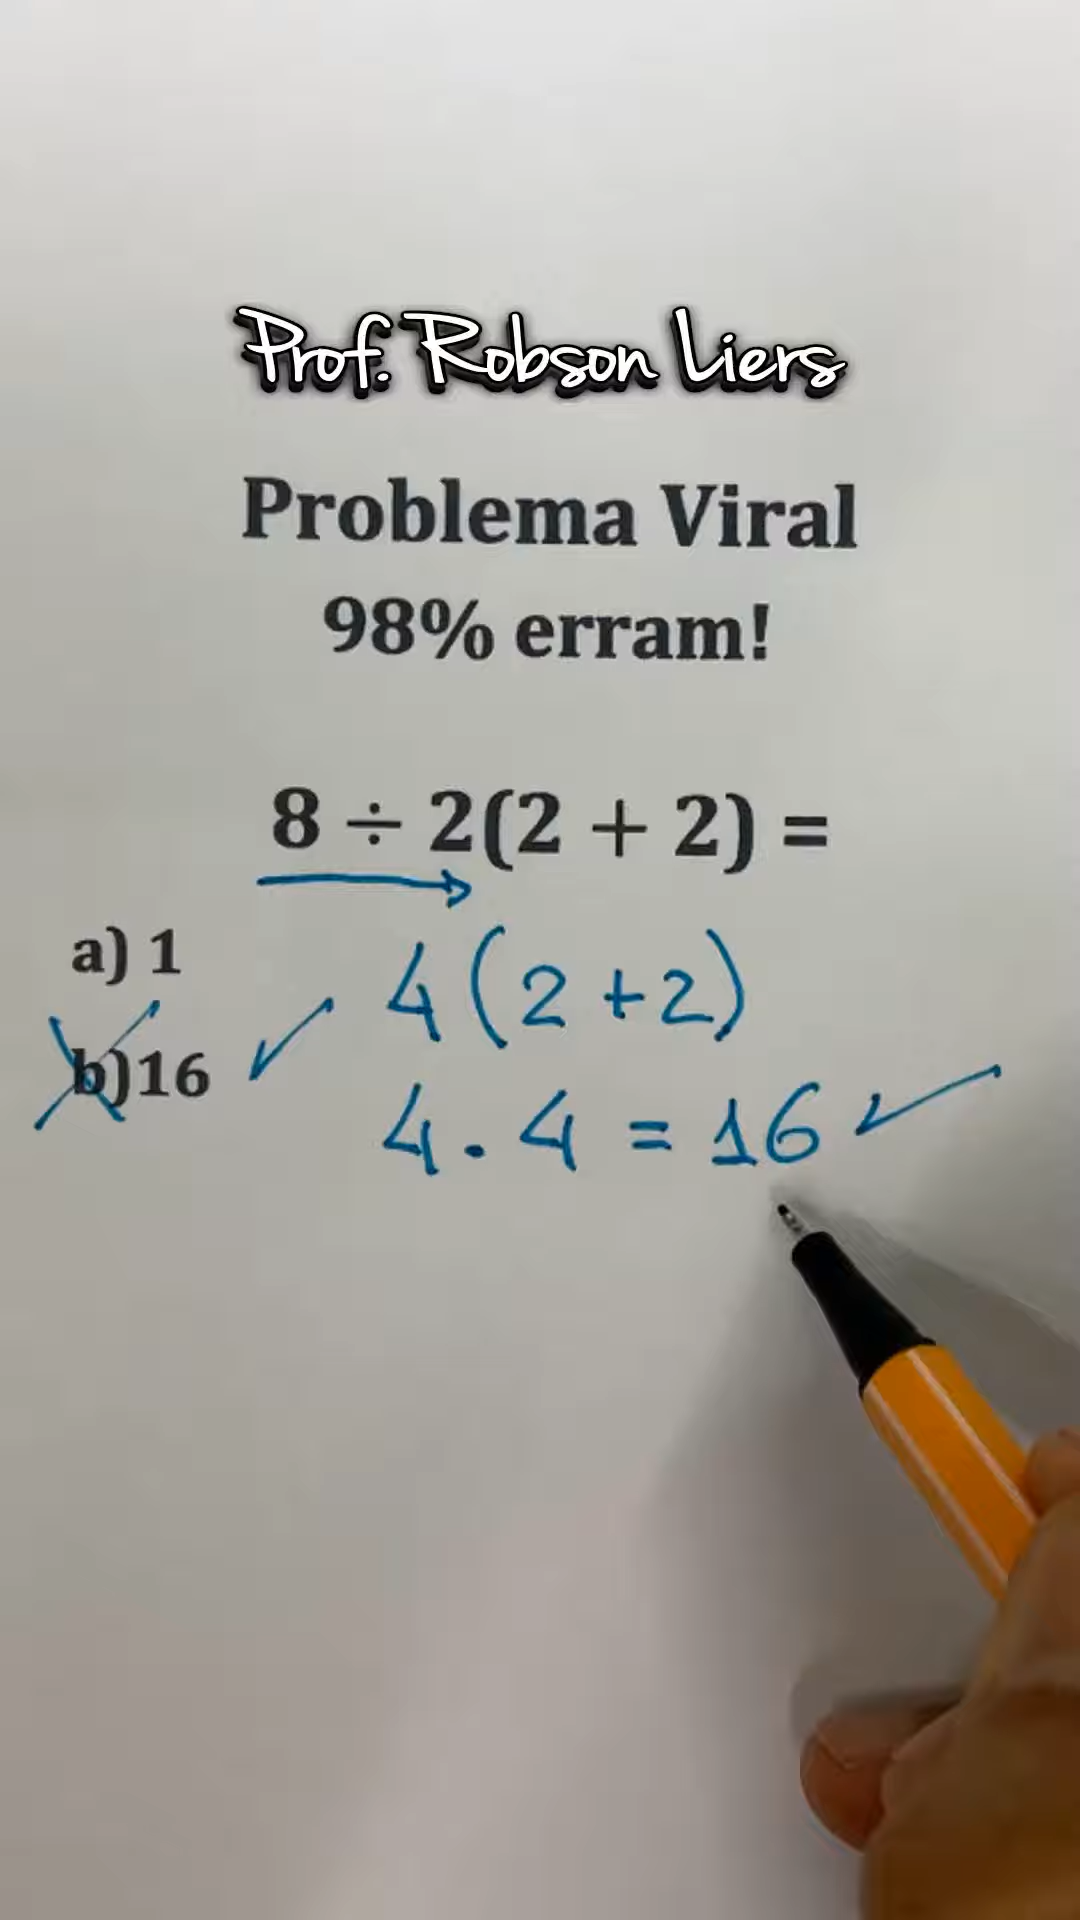 Prof. Robson Liers
Problema Viral
98% erram!
8 ÷ 2(2 + 2) =
a) 1
4(2+2)
b)16
4.4=16